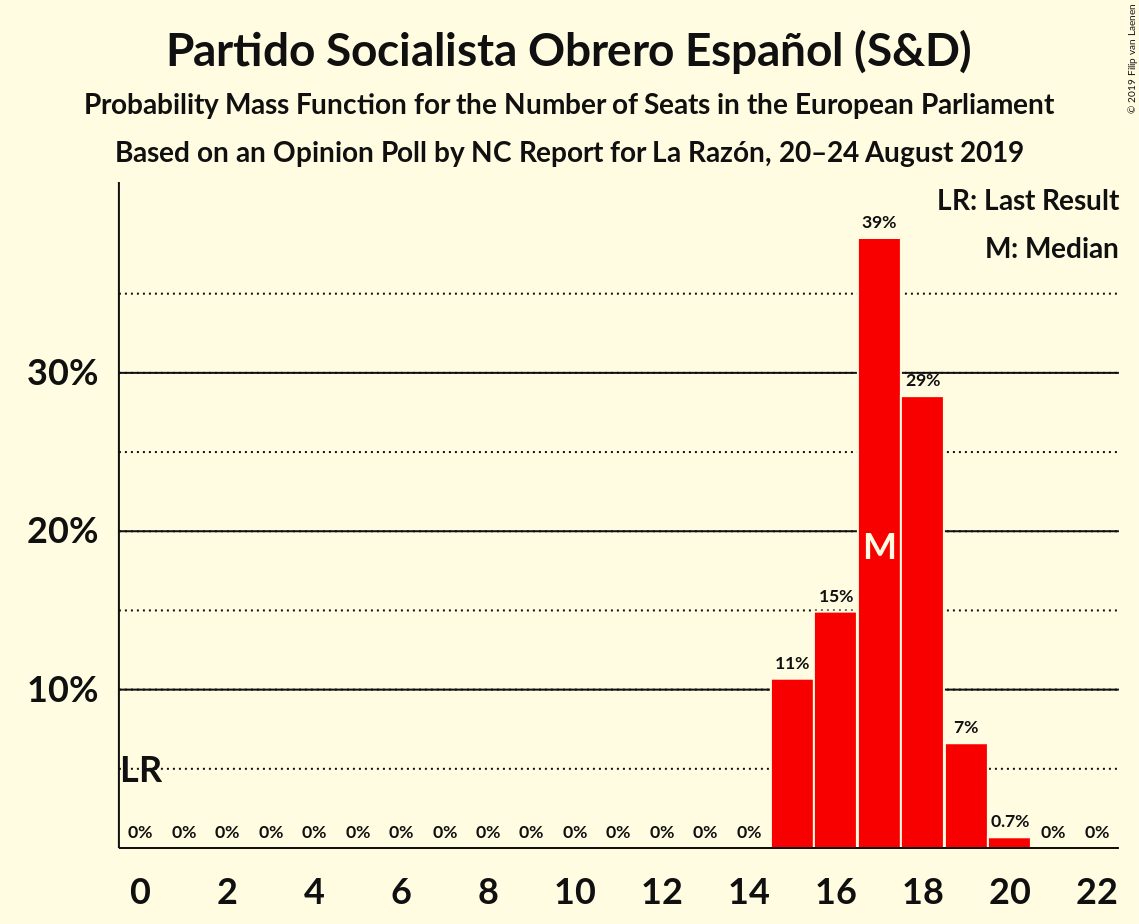 Partido Socialista Obrero Español (S&D)
Probability Mass Function for the Number of Seats in the European Parliament
Based on an Opinion Poll by NC Report for La Razón, 20–24 August 2019
© 2019 Filip van Laenen
LR: Last Result
M: Median
39%
30%
29%
20%
M
15%
11%
10%
7%
LR
0% 0% 0% 0% 0% 0% 0% 0% 0% 0% 0% 0% 0% 0% 0% 0.7% 0% 0%
0 2 4 6 8 10 12 14 16 18 20 22